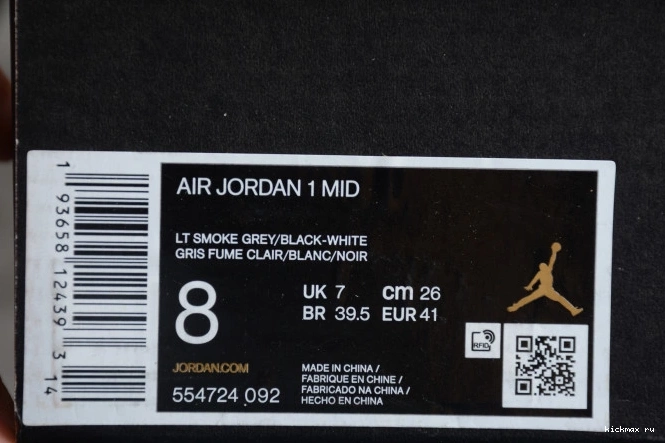 AIR JORDAN 1 MID
LT SMOKE GREY/BLACK-WHITE
GRIS FUME CLAIR/BLANC/NOIR
8
UK 7 cm 26
BR 39.5 EUR 41
JORDAN.COM
554724 092
MADE IN CHINA /
FABRIQUE EN CHINE /
FABRICADO NA CHINA /
HECHO EN CHINA
RFID
1 93658 12439 3 14
kickmax ru